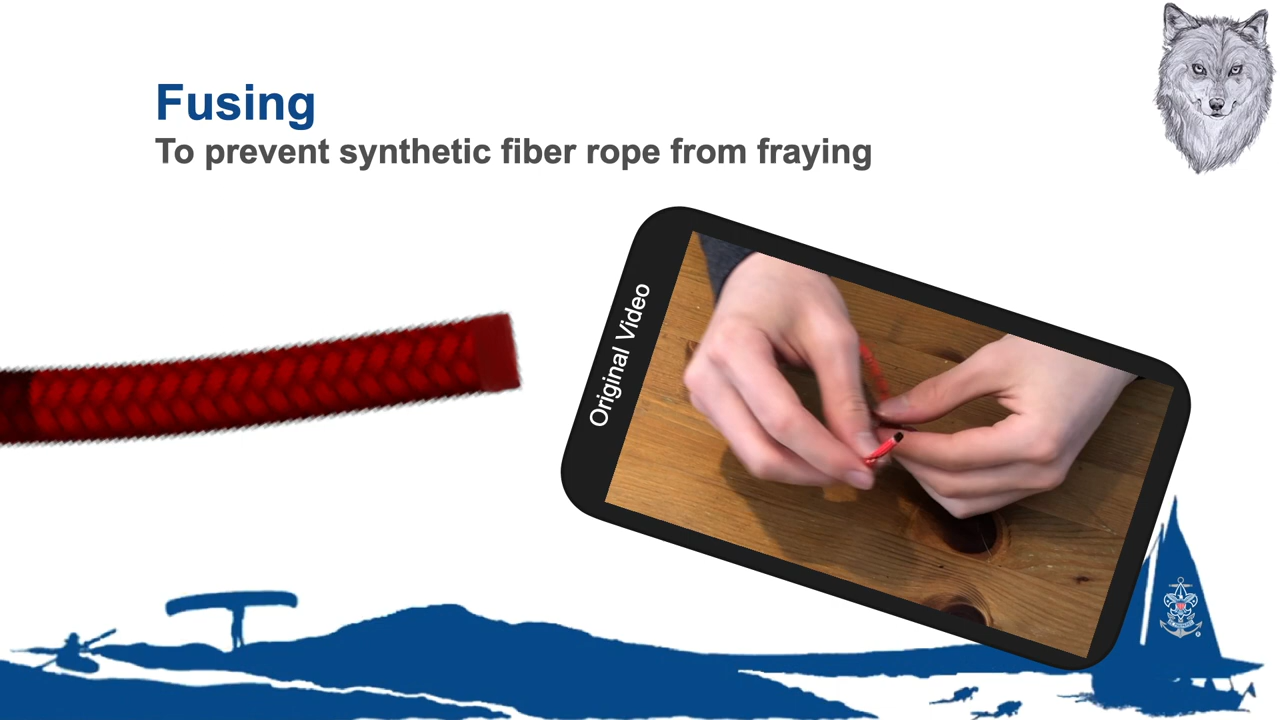 Fusing
To prevent synthetic fiber rope from fraying
Original Video